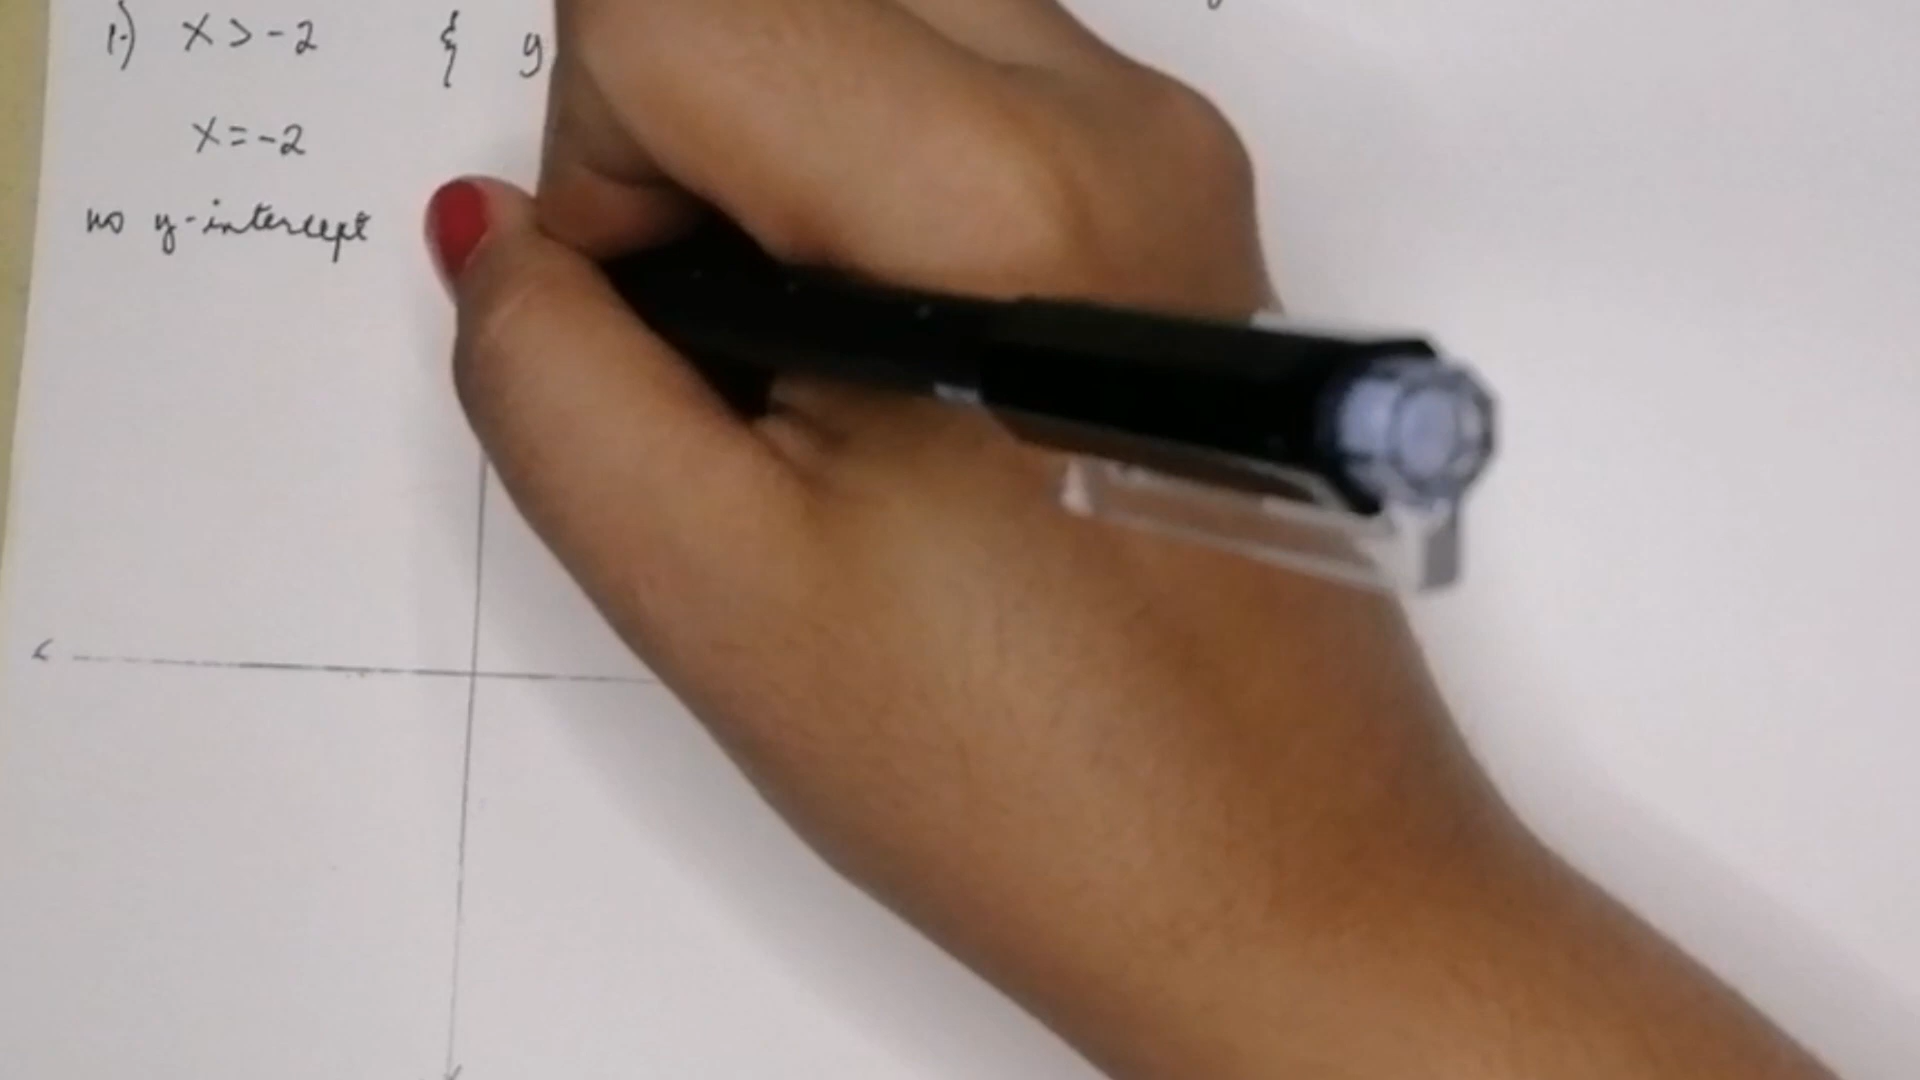 1.) x > -2 { y
x = -2
no y-intercept